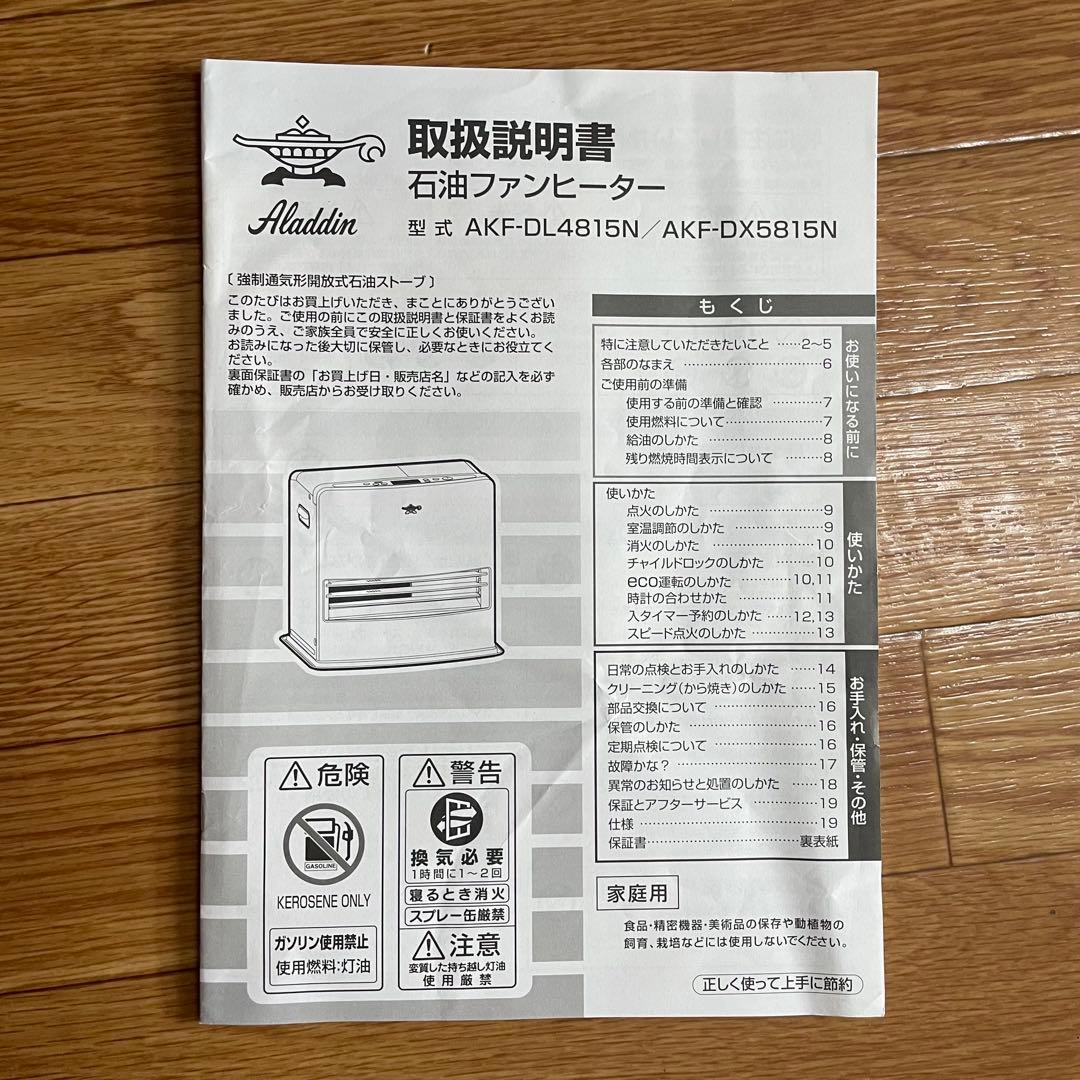 Aladdin
取扱説明書
石油ファンヒーター
型式 AKF-DL4815N/AKF-DX5815N
〔強制通気形開放式石油ストーブ〕
このたびはお買上げいただき、まことにありがとうござい
ました。ご使用の前にこの取扱説明書と保証書をよくお読
みのうえ、ご家族全員で安全に正しくお使いください。
お読みになった後大切に保管し、必要なときにお役立てく
ださい。
裏面保証書の「お買上げ日・販売店名」などの記入を必ず
確かめ、販売店からお受け取りください。
もくじ
お使いになる前に
特に注意していただきたいこと ……2〜5
各部のなまえ ……………………6
ご使用前の準備
使用する前の準備と確認 …………7
使用燃料について………………7
給油のしかた ……………………8
残り燃焼時間表示について ………8
使いかた
使いかた
点火のしかた ……………………9
室温調節のしかた ………………9
消火のしかた …………………10
チャイルドロックのしかた ………10
eco運転のしかた …………10,11
時計の合わせかた ………………11
入タイマー予約のしかた ……12,13
スピード点火のしかた ……………13
お手入れ・保管・その他
日常の点検とお手入れのしかた ……14
クリーニング(から焼き)のしかた ……15
部品交換について ………………16
保管のしかた ……………………16
定期点検について ………………16
故障かな? ………………………17
異常のお知らせと処置のしかた ……18
保証とアフターサービス …………19
仕様 ………………………………19
保証書……………………………裏表紙
危険
GASOLINE
KEROSENE ONLY
ガソリン使用禁止
使用燃料:灯油
警告
換気必要
1時間に1〜2回
寝るとき消火
スプレー缶厳禁
注意
変質した持ち越し灯油
使用厳禁
家庭用
食品・精密機器・美術品の保存や動植物の
飼育、栽培などには使用しないでください。
正しく使って上手に節約